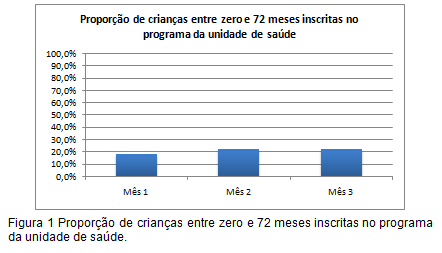 Proporção de crianças entre zero e 72 meses inscritas no
programa da unidade de saúde
100,0%
90,0%
80,0%
70,0%
60,0%
50,0%
40,0%
30,0%
20,0%
10,0%
0,0%
Mês 1 Mês 2 Mês 3
Figura 1 Proporção de crianças entre zero e 72 meses inscritas no programa
da unidade de saúde.